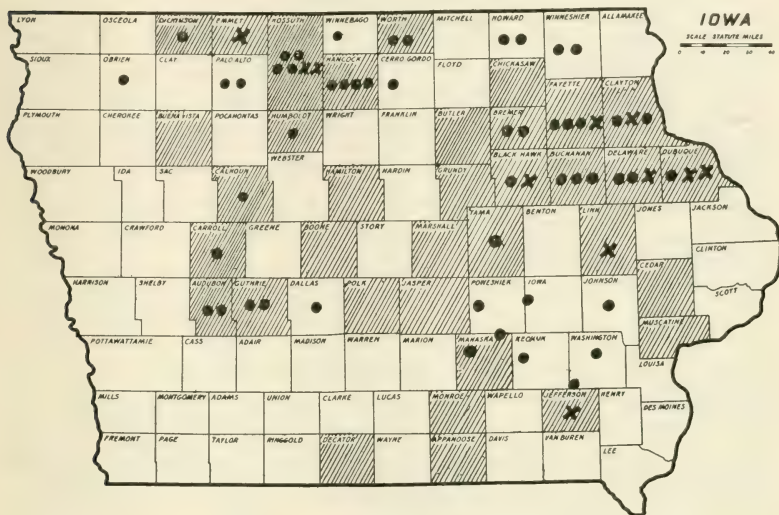 LYON OSCEOLA DICKINSON EMMET KOSSUTH WINNEBAGO WORTH MITCHELL HOWARD WINNESHIEK ALLAMAKEE
IOWA
SCALE STATUTE MILES
SIOUX OBRIEN CLAY PALO ALTO HANCOCK CERRO GORDO FLOYD CHICKASAW
FAYETTE CLAYTON
PLYMOUTH CHEROKEE BUENA VISTA POCAHONTAS HUMBOLDT WRIGHT FRANKLIN BUTLER BREMER
WEBSTER
BLACK HAWK BUCHANAN DELAWARE DUBUQUE
WOODBURY IDA SAC CALHOUN HAMILTON HARDIN GRUNDY
TAMA BENTON LINN JONES JACKSON
MONONA CRAWFORD CARROLL GREENE BOONE STORY MARSHALL
CLINTON
CEDAR
HARRISON SHELBY AUDUBON GUTHRIE DALLAS POLK JASPER POWESHIEK IOWA JOHNSON
SCOTT
MUSCATINE
POTTAWATTAMIE CASS ADAIR MADISON WARREN MARION MAHASKA KEOKUK WASHINGTON
LOUISA
MILLS MONTGOMERY ADAMS UNION CLARKE LUCAS MONROE WAPELLO JEFFERSON HENRY
DES MOINES
FREMONT PAGE TAYLOR RINGGOLD DECATOR WAYNE APPANOOSE DAVIS VAN BUREN
LEE